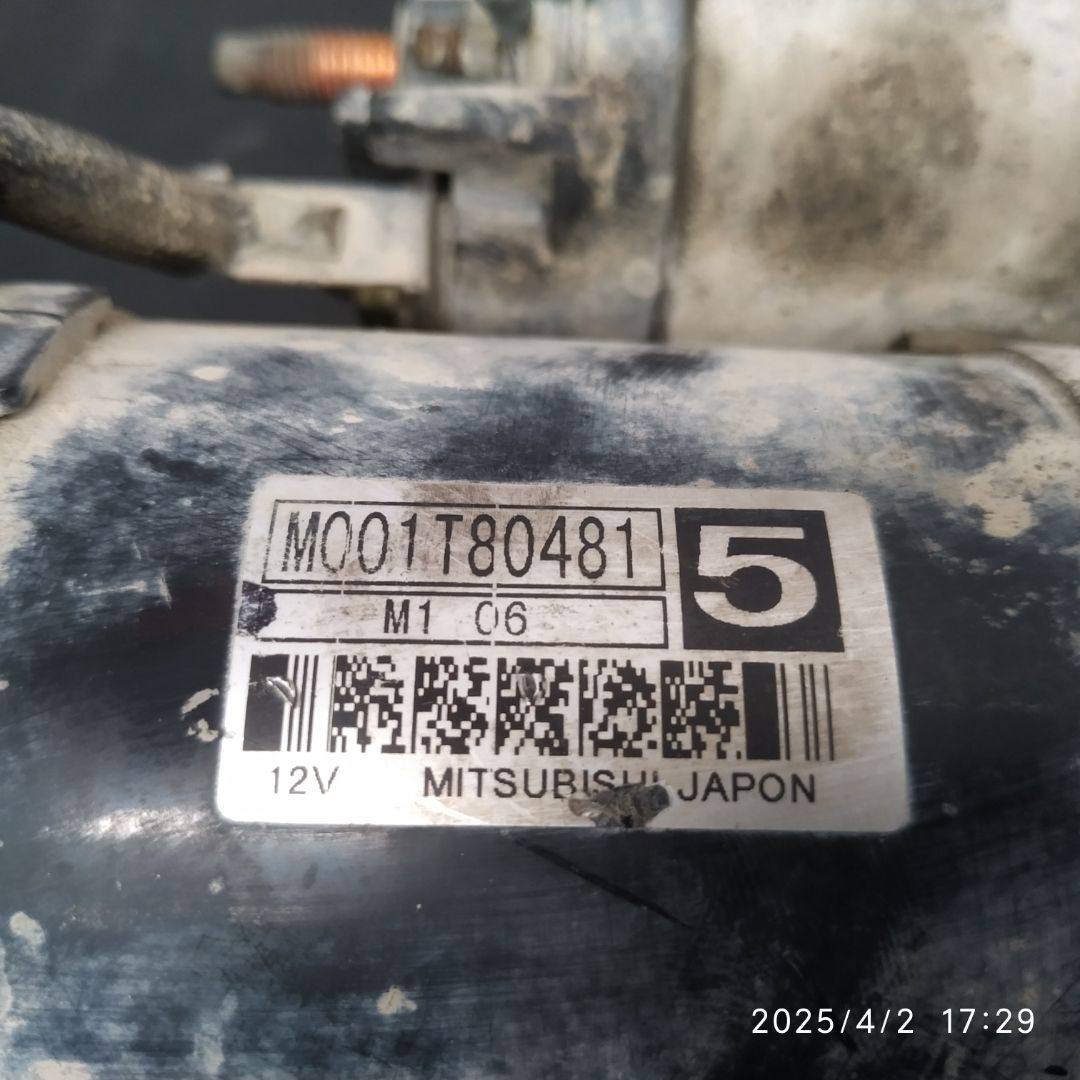 M001T80481
5
M1 06
12V MITSUBISHI JAPON
2025/4/2 17:29